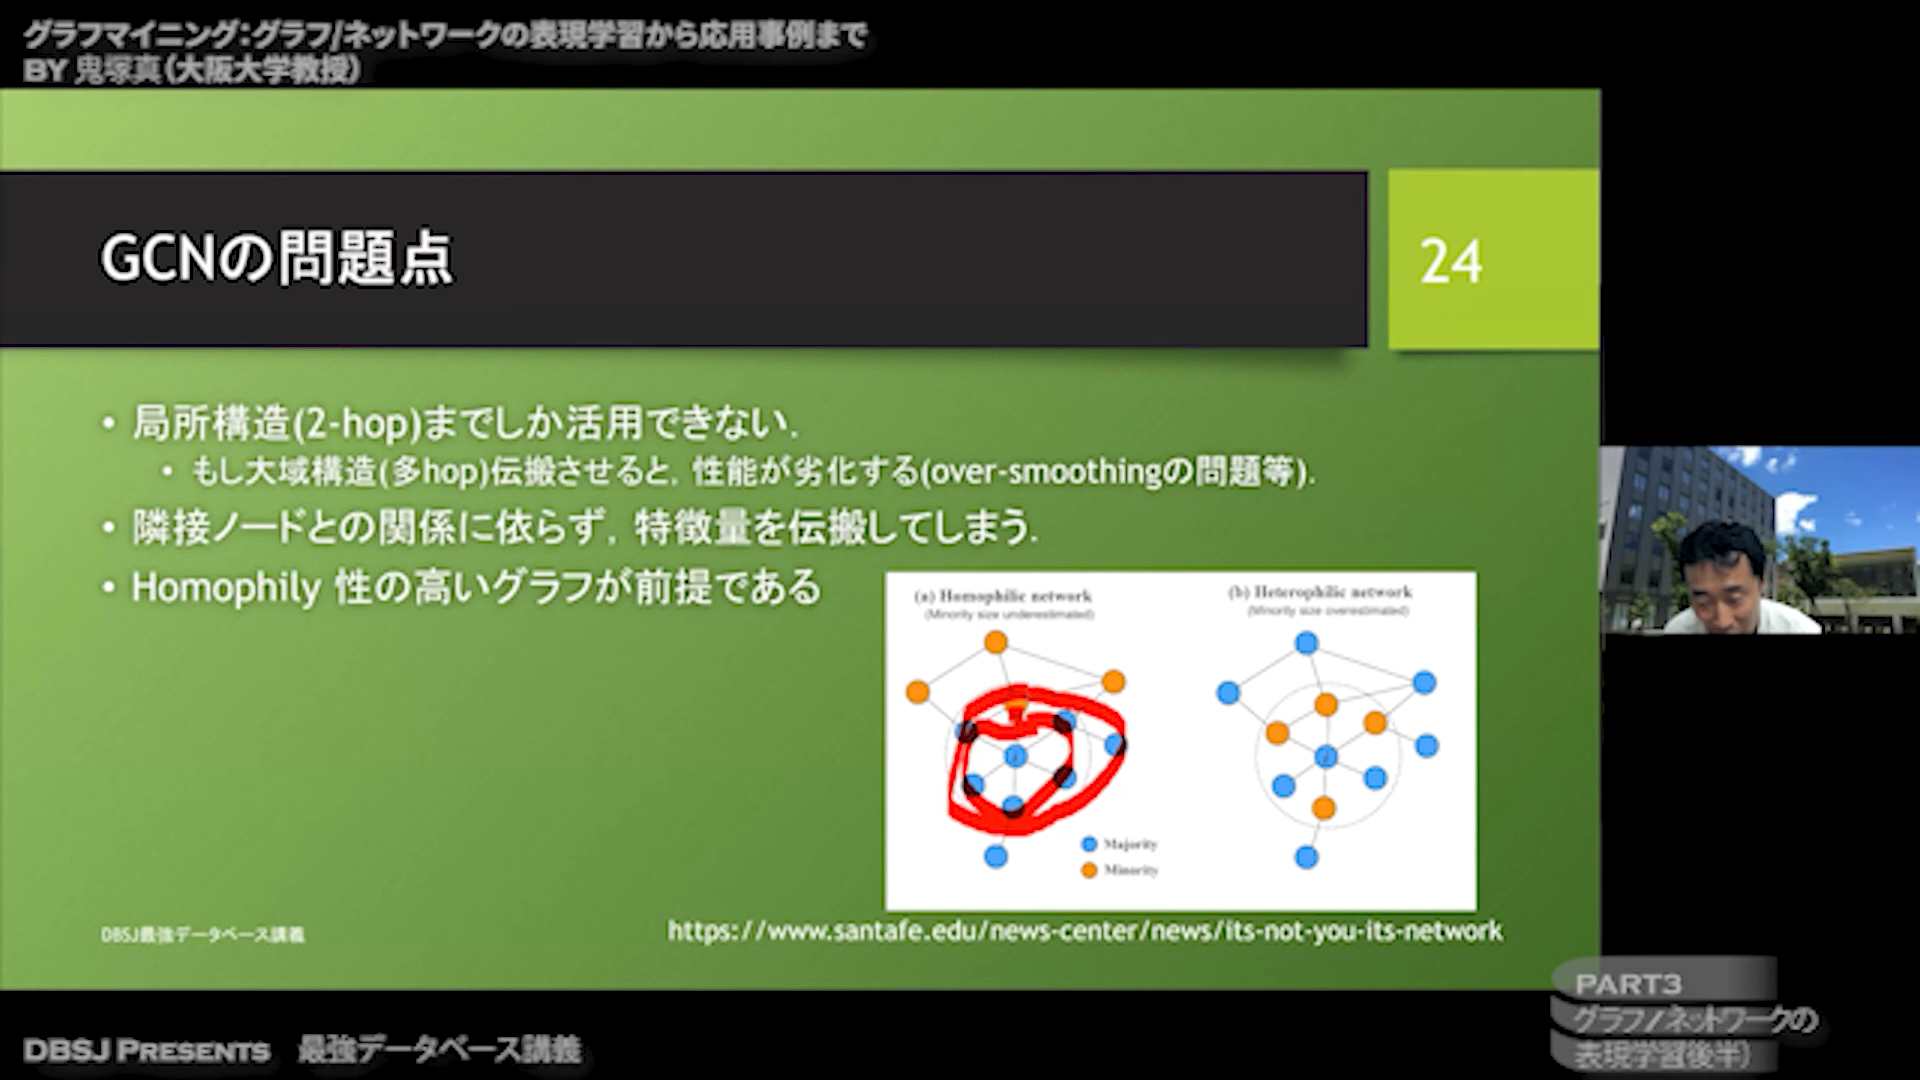 グラフマイニング:グラフ/ネットワークの表現学習から応用事例まで
BY 鬼塚真(大阪大学教授)
GCNの問題点
24
• 局所構造(2-hop)までしか活用できない.
• もし大域構造(多hop)伝搬させると, 性能が劣化する(over-smoothingの問題等).
• 隣接ノードとの関係に依らず, 特徴量を伝搬してしまう.
• Homophily 性の高いグラフが前提である
(a) Homophilic network
(Minority size underestimated)
(b) Heterophilic network
(Minority size overestimated)
Majority
Minority
https://www.santafe.edu/news-center/news/its-not-you-its-network
DBSJ最強データベース講義
PART3
グラフ/ネットワークの
表現学習後半)
DBSJ PRESENTS 最強データベース講義